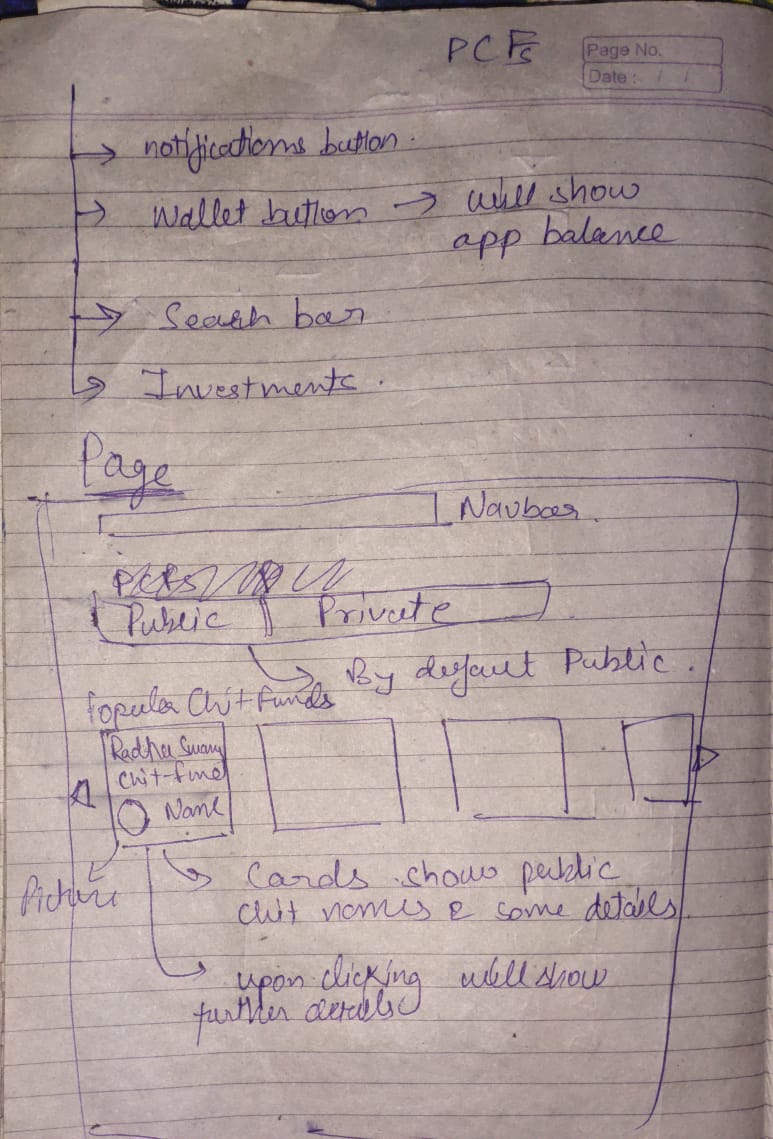 PCFs
Page No.
Date : / /
notifications button.
Wallet button → will show
app balance
Search bar
Investments.
Page
Navbar.
PCFS
Public Private
By default Public.
Popular Chit Funds
Radha Swamy
Chit-fund
Name
Picture
Cards show public
chit names & some details.
upon clicking will show
further details